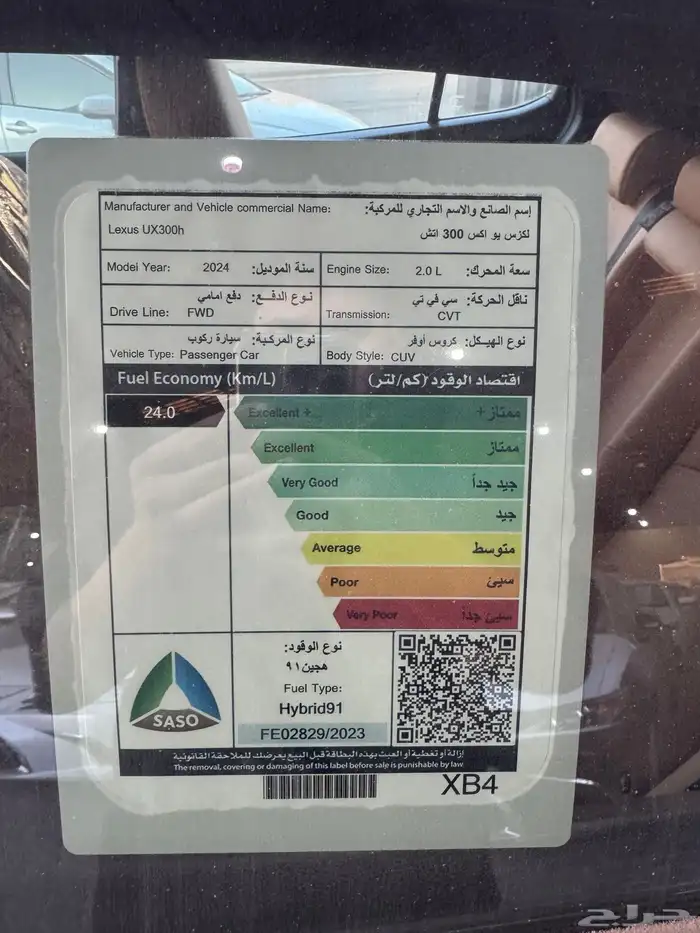 Manufacturer and Vehicle commercial Name: إسم الصانع والاسم التجاري للمركبة:
Lexus UX300h لكزس يو اكس 300 اتش
Model Year: 2024 سنة الموديل:
Engine Size: 2.0 L سعة المحرك:
نوع الدفع: دفع امامي
Drive Line: FWD
ناقل الحركة: سي في تي
Transmission: CVT
نوع المركبة: سيارة ركوب
Vehicle Type: Passenger Car
نوع الهيكل: كروس أوفر
Body Style: CUV
Fuel Economy (Km/L) اقتصاد الوقود (كم/لتر)
24.0
Excellent + ممتاز +
Excellent ممتاز
Very Good جيد جداً
Good جيد
Average متوسط
Poor سيئ
Very Poor سيئ جداً
SASO
نوع الوقود:
هجين٩١
Fuel Type:
Hybrid91
FE02829/2023
إزالة أو تغطية أو العبث بهذه البطاقة قبل البيع يعرضك للملاحقة القانونية
The removal, covering or damaging of this label before sale is punishable by law
XB4
حراج